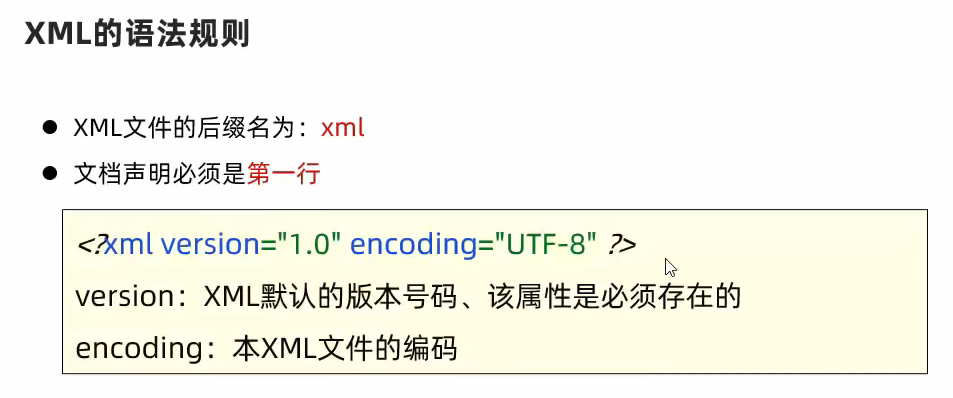 XML的语法规则
● XML文件的后缀名为：xml
● 文档声明必须是第一行
<?xml version="1.0" encoding="UTF-8" ?>
version：XML默认的版本号码、该属性是必须存在的
encoding：本XML文件的编码